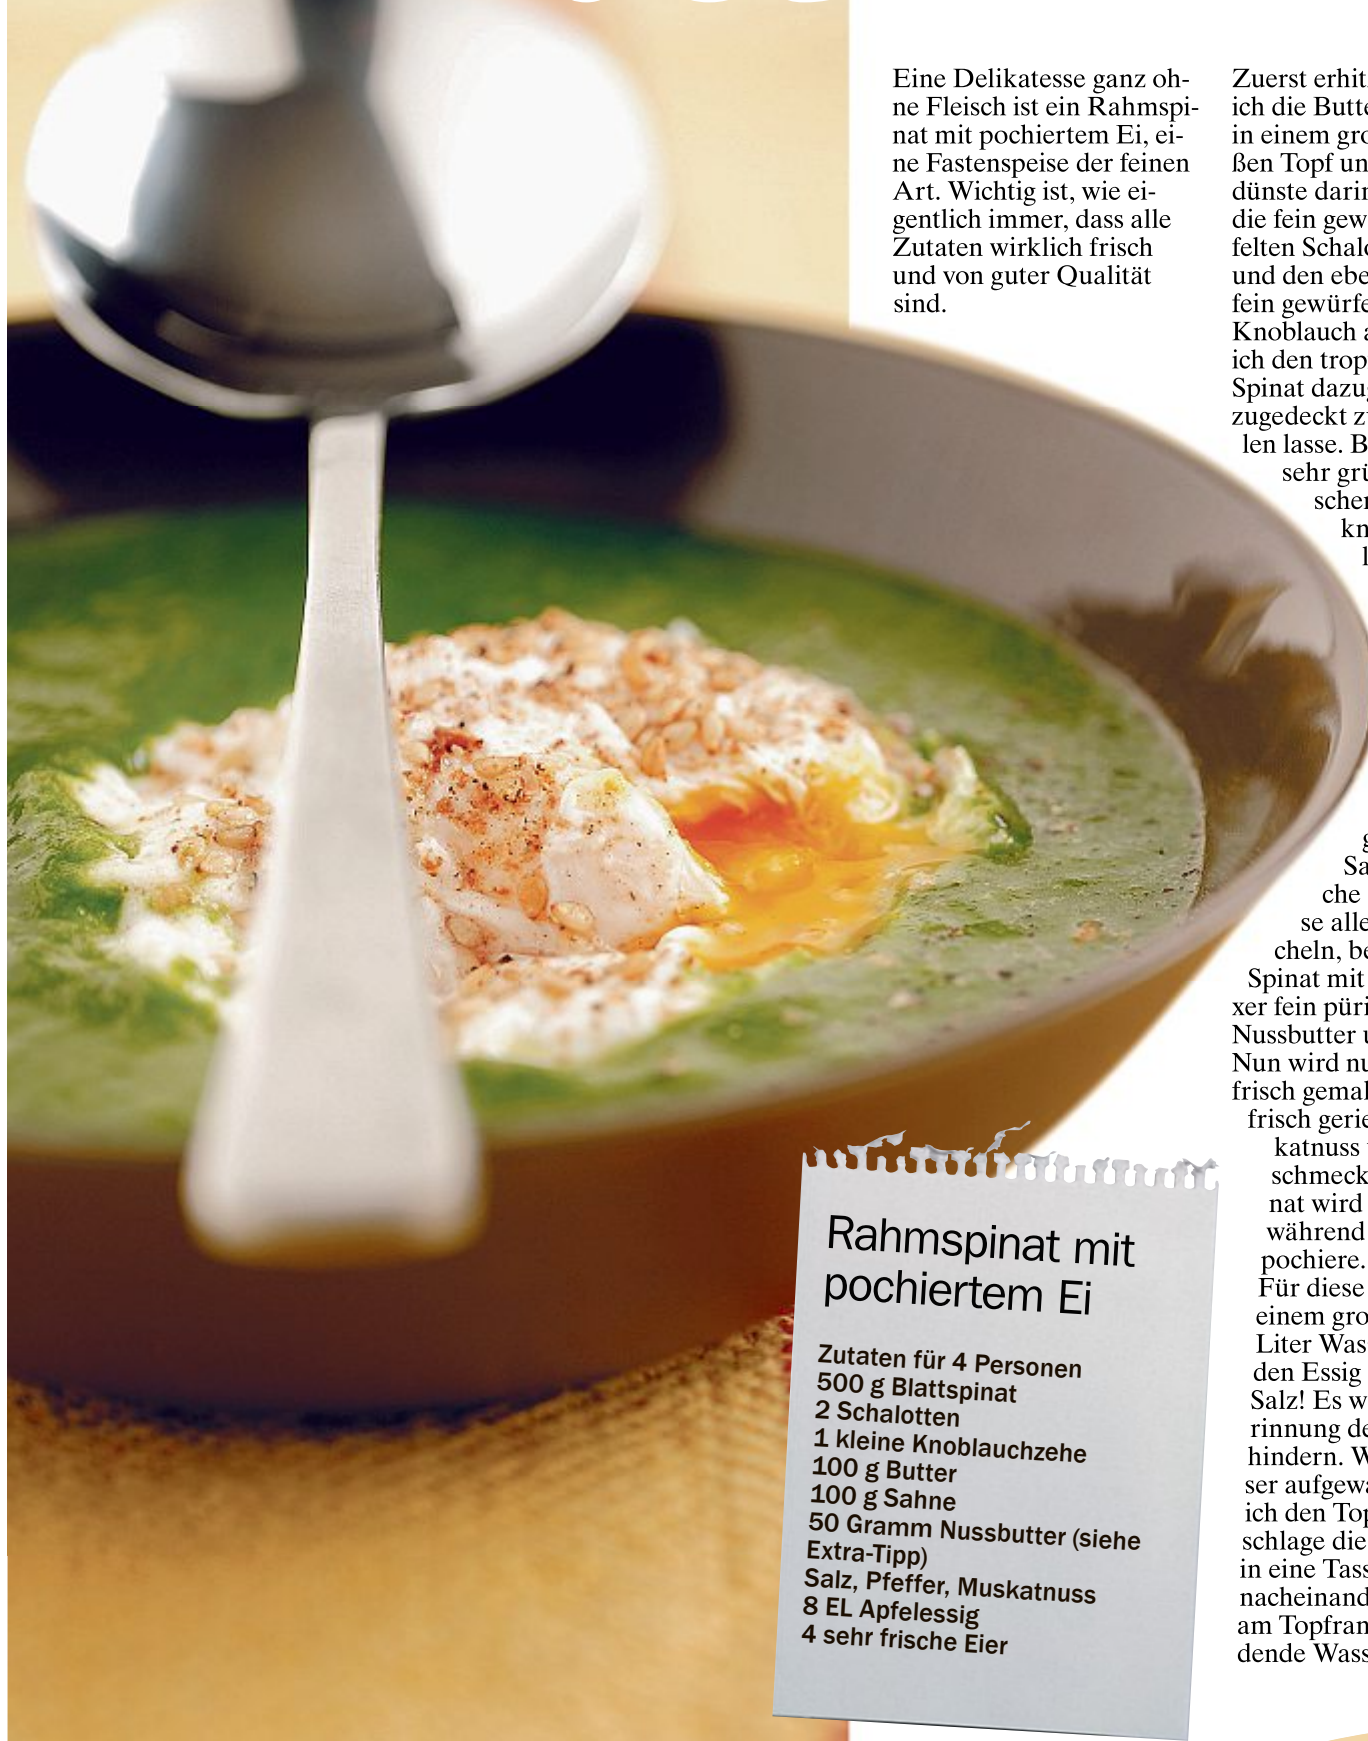 Eine Delikatesse ganz oh-
ne Fleisch ist ein Rahmspi-
nat mit pochiertem Ei, ei-
ne Fastenspeise der feinen
Art. Wichtig ist, wie ei-
gentlich immer, dass alle
Zutaten wirklich frisch
und von guter Qualität
sind.
Zuerst erhit
ich die Butte
in einem gro
ßen Topf un
dünste darin
die fein gew
felten Schalo
und den ebe
fein gewürfe
Knoblauch a
ich den trop
Spinat dazu
zugedeckt z
len lasse. B
sehr grü
scher
kn
l
g
Sa
che
se alle
cheln, be
Spinat mit
xer fein püri
Nussbutter u
Nun wird nu
frisch gemal
frisch gerie
katnuss
schmeck
nat wird
während
pochiere.
Für diese
einem gro
Liter Was
den Essig
Salz! Es w
rinnung de
hindern. W
ser aufgewa
ich den Top
schlage die
in eine Tass
nacheinand
am Topfran
dende Wass
Rahmspinat mit
pochiertem Ei
Zutaten für 4 Personen
500 g Blattspinat
2 Schalotten
1 kleine Knoblauchzehe
100 g Butter
100 g Sahne
50 Gramm Nussbutter (siehe
Extra-Tipp)
Salz, Pfeffer, Muskatnuss
8 EL Apfelessig
4 sehr frische Eier